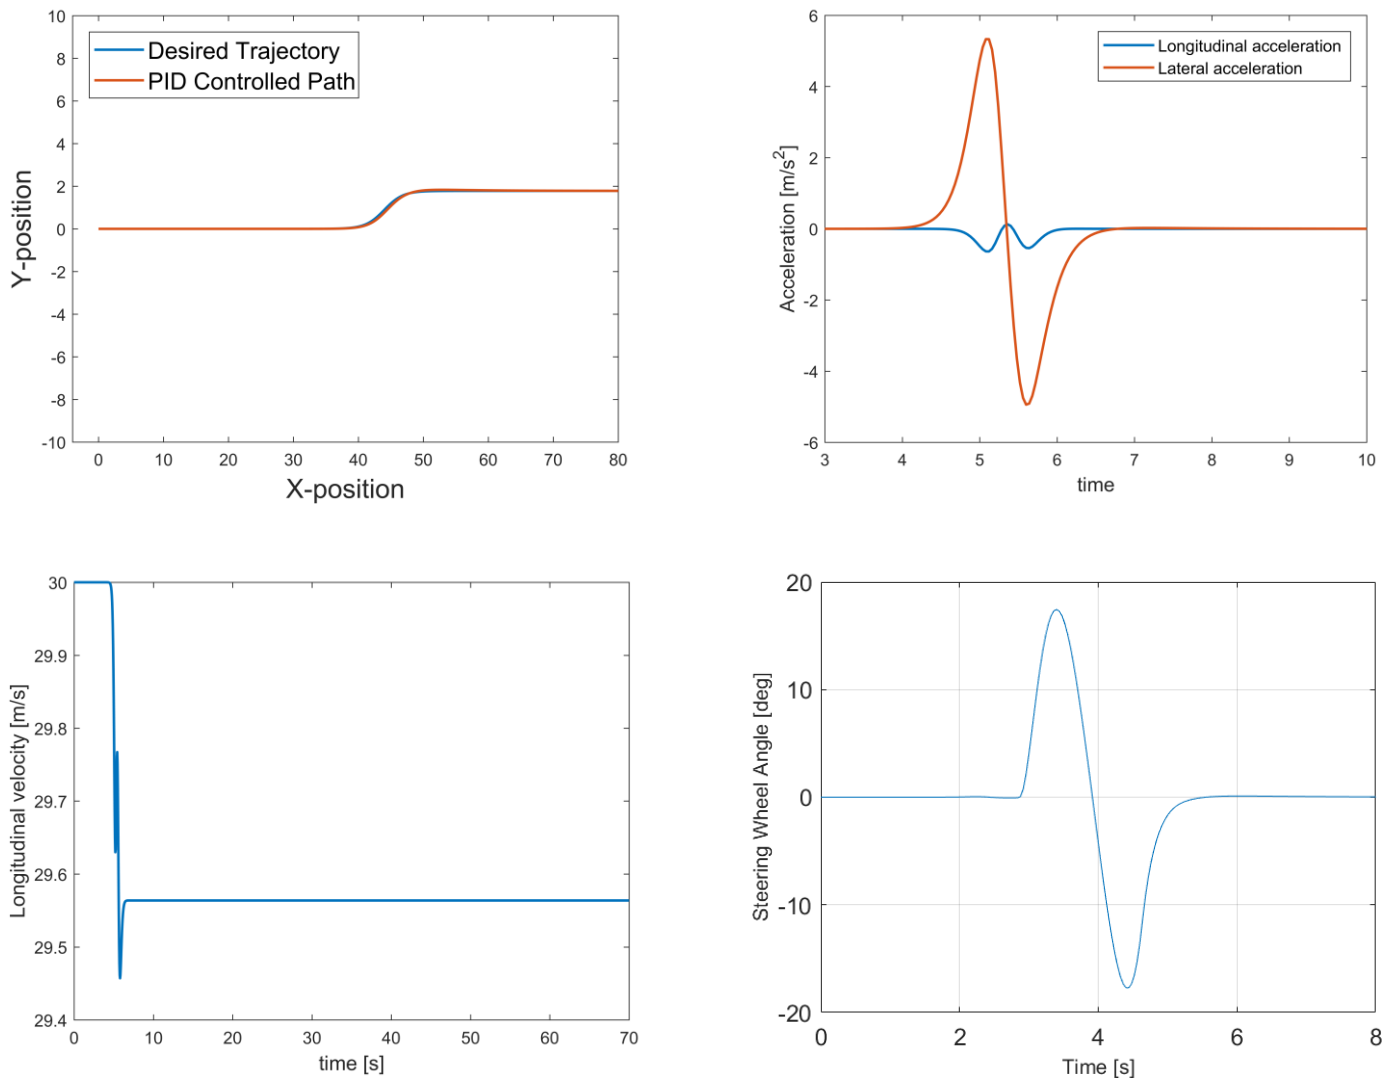 10
8
6
4
2
0
-2
-4
-6
-8
-10
Y-position
Desired Trajectory
PID Controlled Path
0 10 20 30 40 50 60 70 80
X-position
6
4
2
0
-2
-4
-6
Acceleration [m/s²]
Longitudinal acceleration
Lateral acceleration
3 4 5 6 7 8 9 10
time
30
29.9
29.8
29.7
29.6
29.5
29.4
Longitudinal velocity [m/s]
0 10 20 30 40 50 60 70
time [s]
20
10
0
-10
-20
Steering Wheel Angle [deg]
0 2 4 6 8
Time [s]